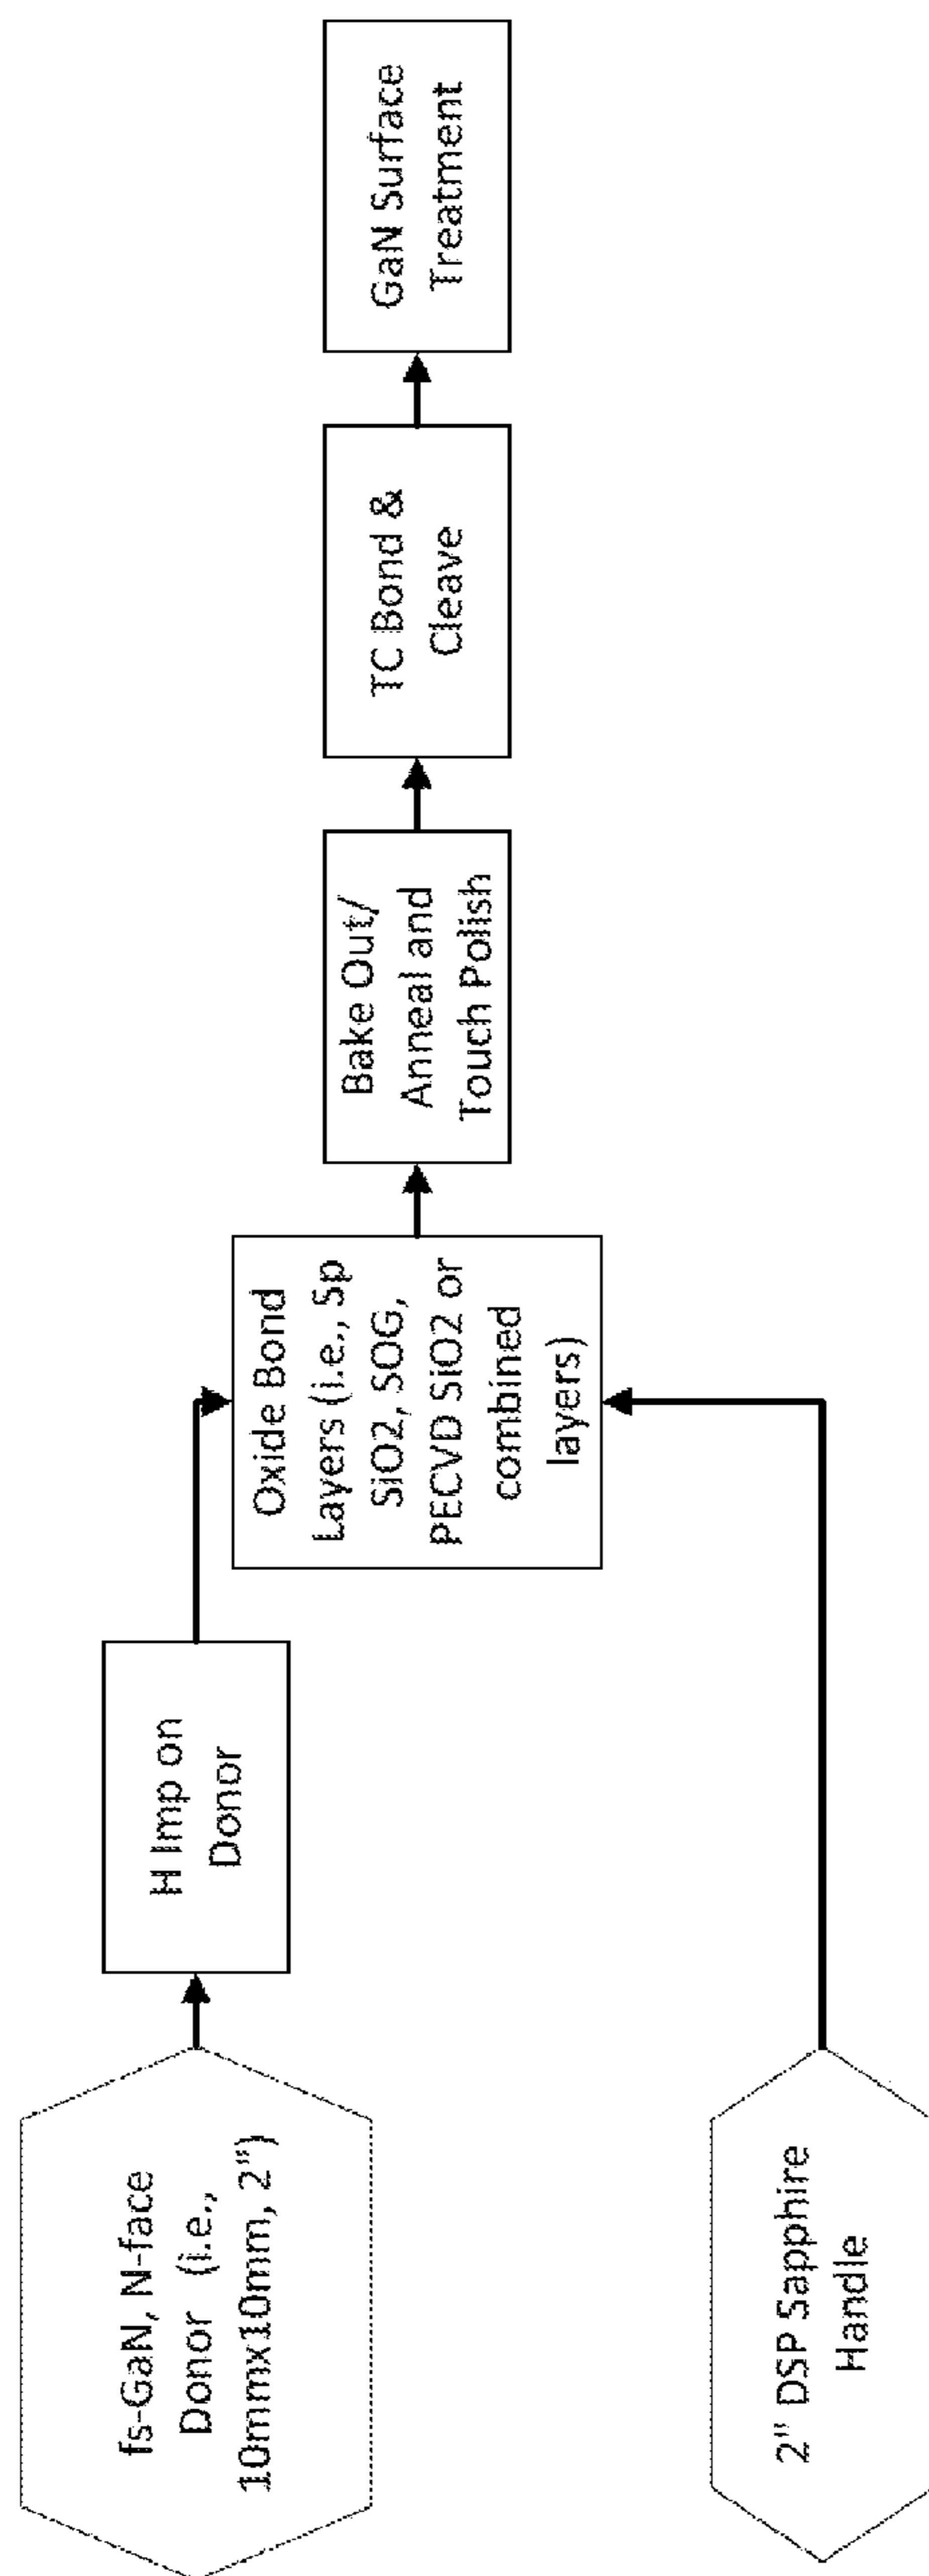 fs-GaN, N-face
Donor (i.e.,
10mmx10mm, 2")
H Imp on
Donor
2" DSP Sapphire
Handle
Oxide Bond
Layers (i.e., Sp
SiO2, SOG,
PECVD SiO2 or
combined
layers)
Bake Out/
Anneal and
Touch Polish
TC Bond &
Cleave
GaN Surface
Treatment